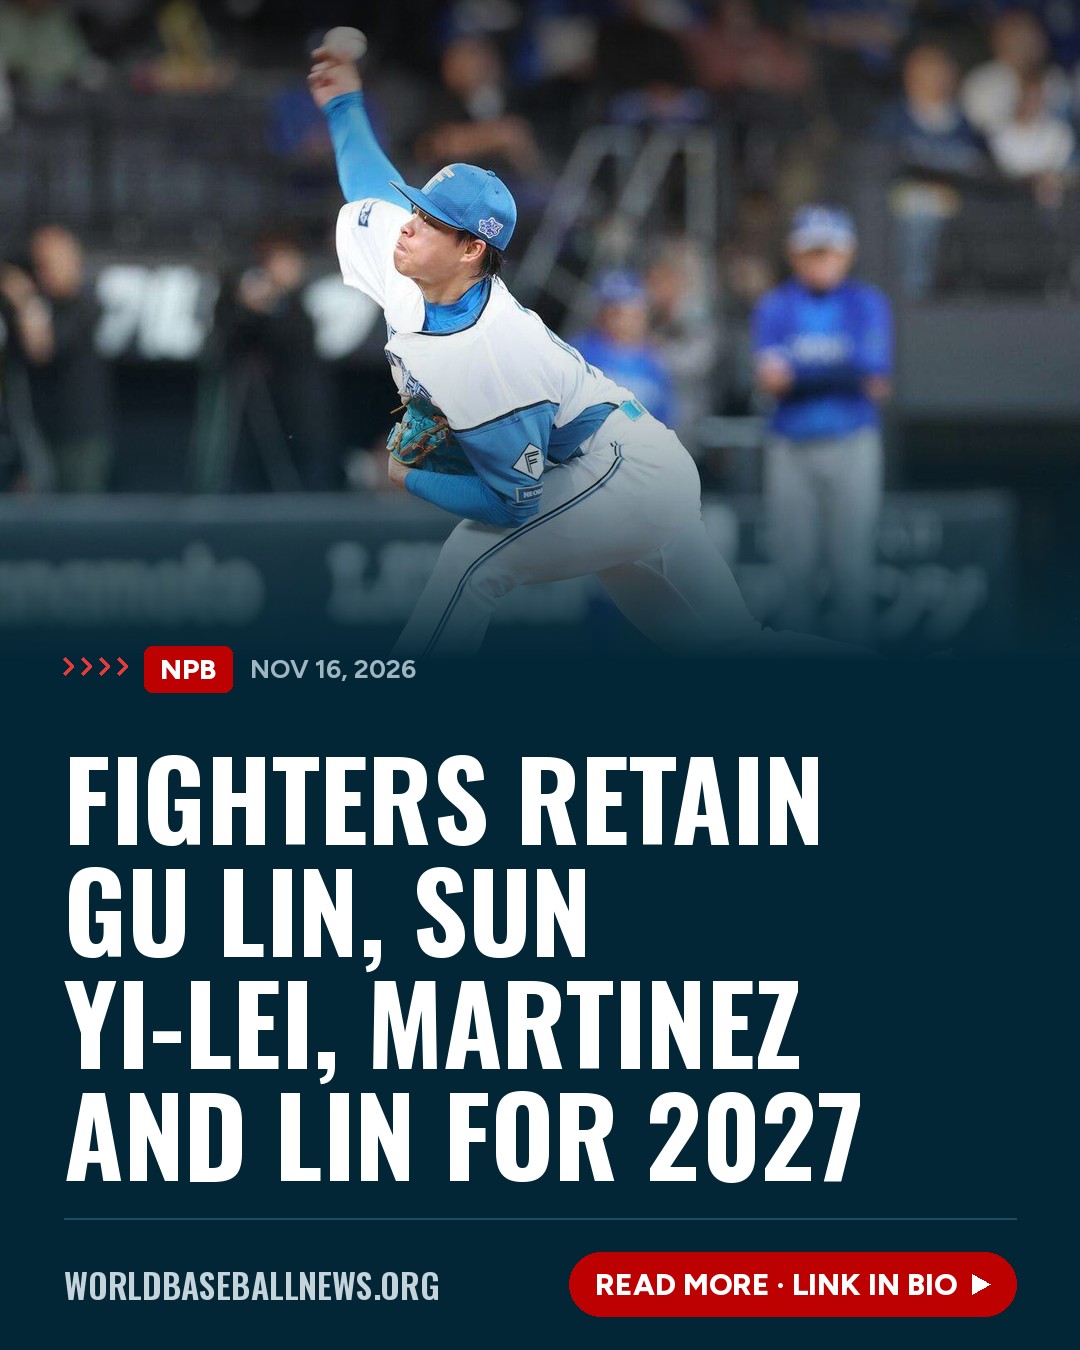 >>>> NPB NOV 16, 2026
FIGHTERS RETAIN
GU LIN, SUN
YI-LEI, MARTINEZ
AND LIN FOR 2027
WORLDBASEBALLNEWS.ORG
READ MORE · LINK IN BIO ▶